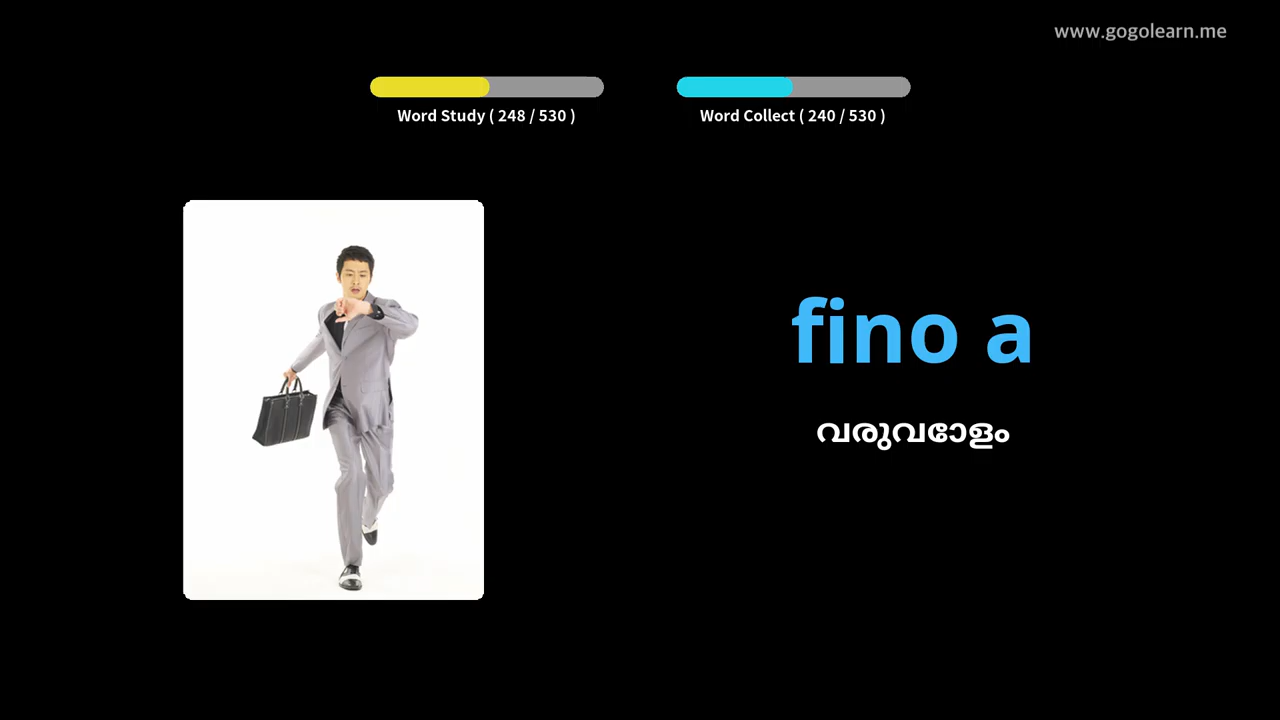 www.gogolearn.me
Word Study ( 248 / 530 )
Word Collect ( 240 / 530 )
fino a
വരുവോളം